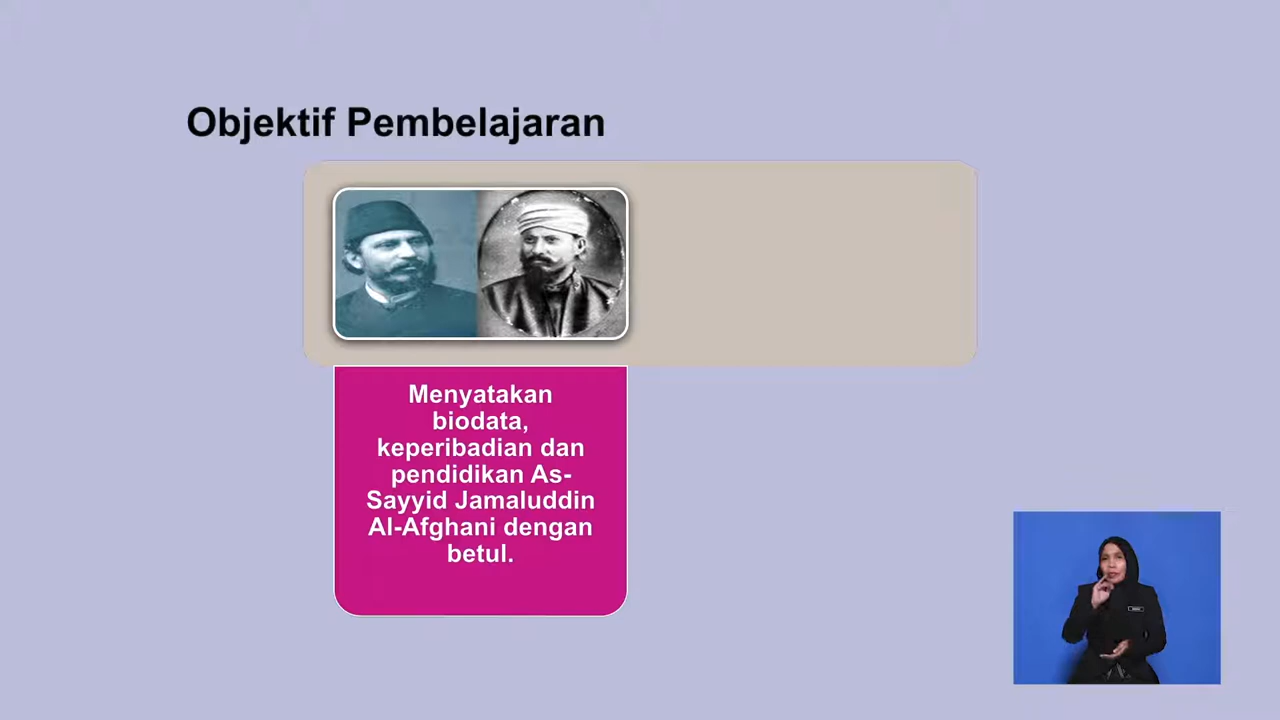 Objektif Pembelajaran
Menyatakan
biodata,
keperibadian dan
pendidikan As-
Sayyid Jamaluddin
Al-Afghani dengan
betul.